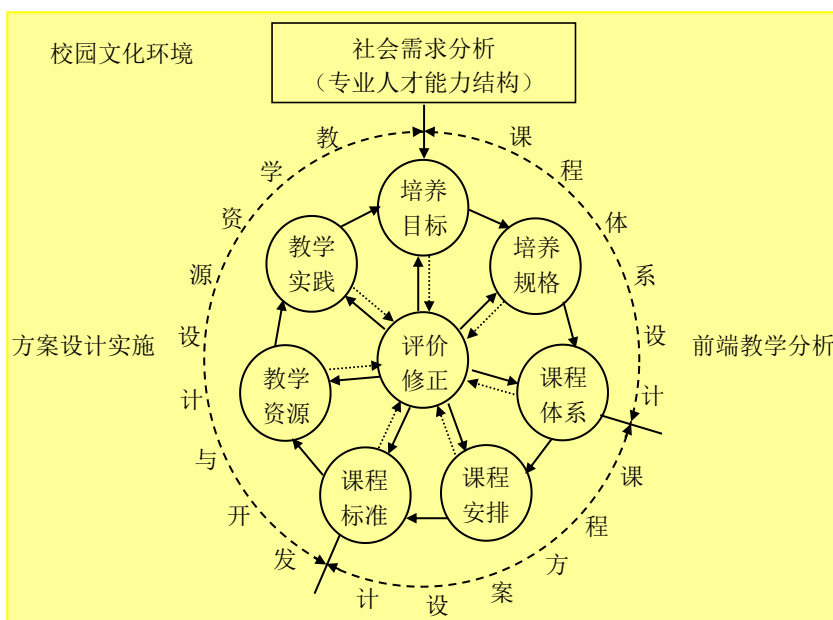 校园文化环境
社会需求分析
（专业人才能力结构）
教学资源设计与开发
课程体系设计
课程方案设计
方案设计实施
前端教学分析
培养
目标
培养
规格
课程
体系
课程
安排
课程
标准
教学
资源
教学
实践
评价
修正